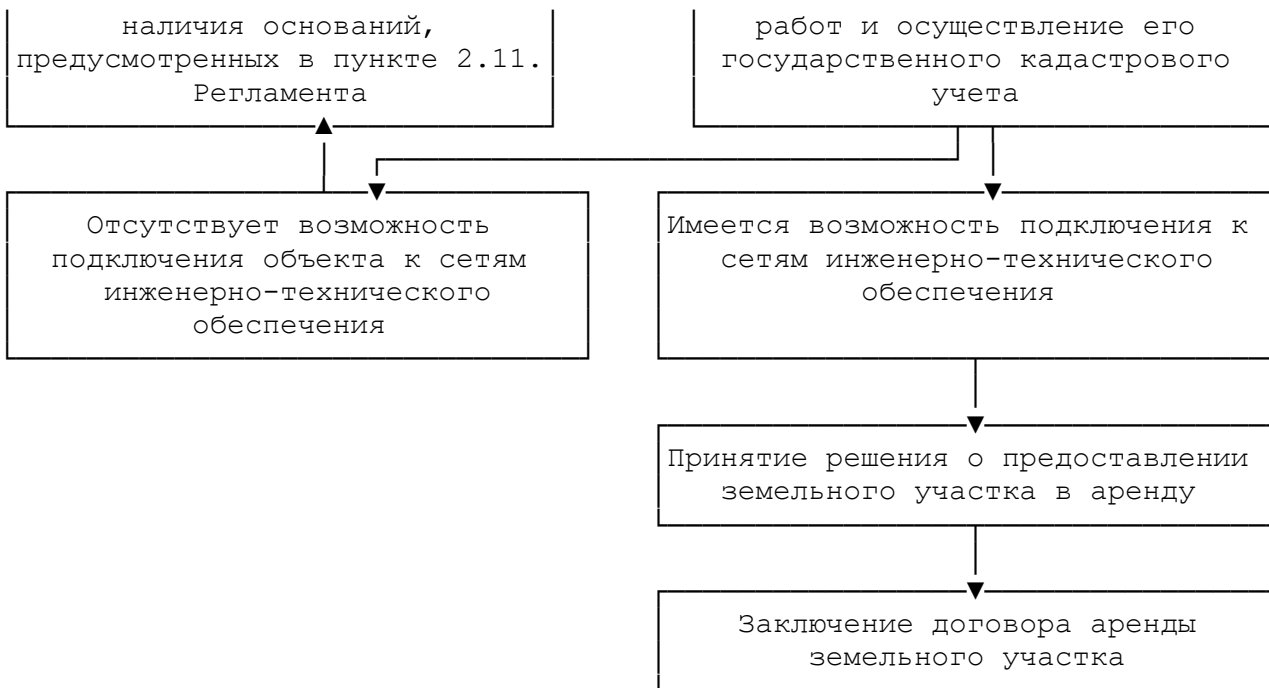 наличия оснований,
предусмотренных в пункте 2.11.
Регламента
работ и осуществление его
государственного кадастрового
учета
Отсутствует возможность
подключения объекта к сетям
инженерно-технического
обеспечения
Имеется возможность подключения к
сетям инженерно-технического
обеспечения
Принятие решения о предоставлении
земельного участка в аренду
Заключение договора аренды
земельного участка